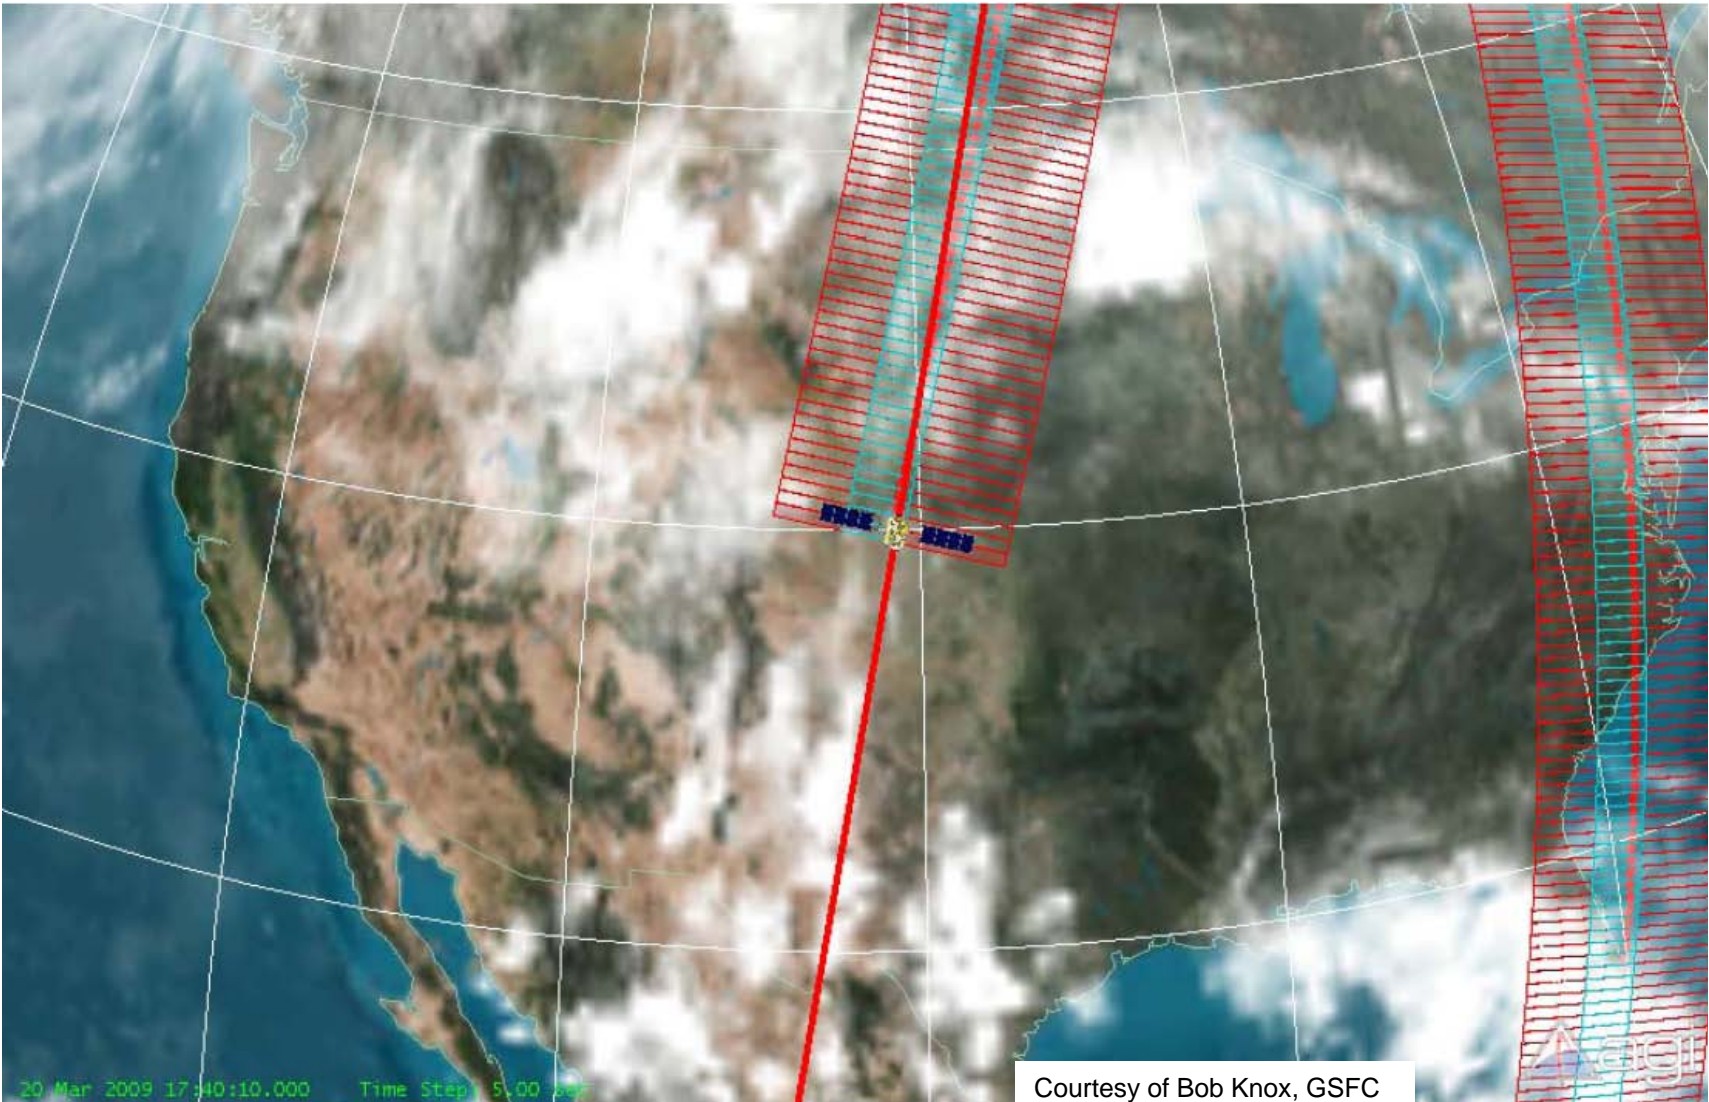 20 Mar 2009 17:40:10.000 Time Step: 5.00 sec
Courtesy of Bob Knox, GSFC
agi